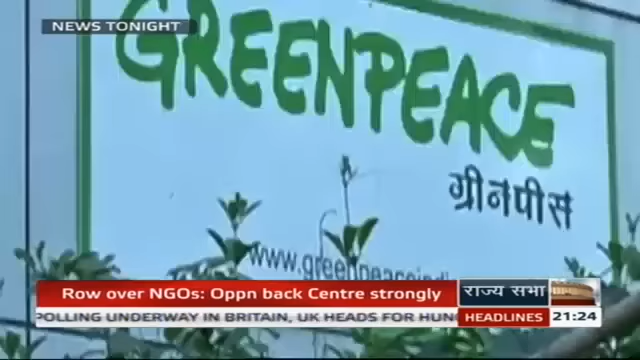 NEWS TONIGHT
GREENPEACE
ग्रीनपीस
www.greenpeaceindi
Row over NGOs: Oppn back Centre strongly
राज्य सभा
POLLING UNDERWAY IN BRITAIN, UK HEADS FOR HUN
HEADLINES
21:24